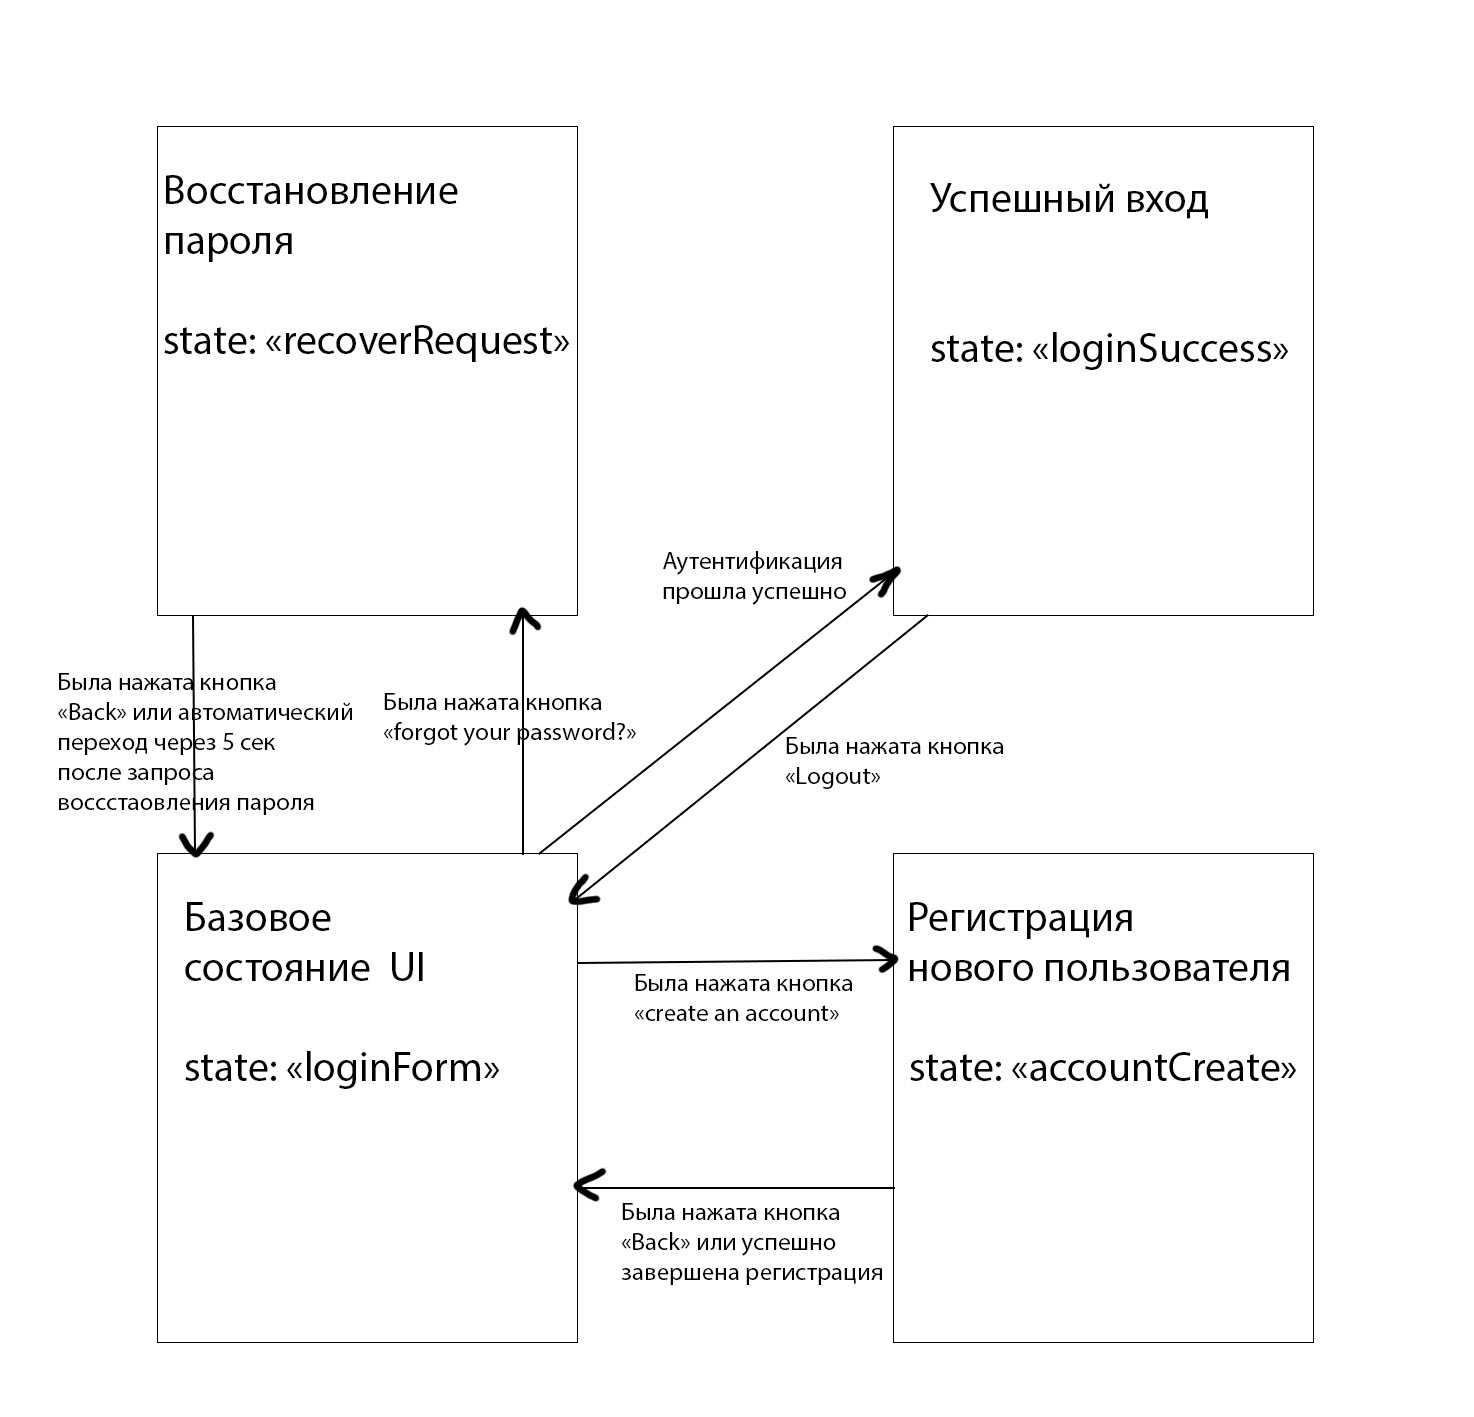 Восстановление
пароля
state: «recoverRequest»
Успешный вход
state: «loginSuccess»
Аутентификация
прошла успешно
Была нажата кнопка
«Back» или автоматический
переход через 5 сек
после запроса
воссстаовления пароля
Была нажата кнопка
«forgot your password?»
Была нажата кнопка
«Logout»
Базовое
состояние UI
state: «loginForm»
Была нажата кнопка
«create an account»
Регистрация
нового пользователя
state: «accountCreate»
Была нажата кнопка
«Back» или успешно
завершена регистрация